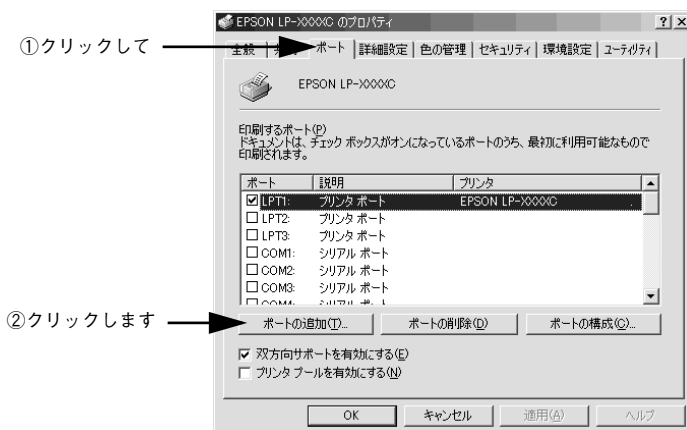 EPSON LP-XXXXC のプロパティ
①クリックして
全般
ポート
詳細設定
色の管理
セキュリティ
環境設定
ユーティリティ
EPSON LP-XXXXC
印刷するポート(P)
ドキュメントは、チェック ボックスがオンになっているポートのうち、最初に利用可能なもので
印刷されます。
ポート 説明 プリンタ
LPT1: プリンタ ポート EPSON LP-XXXXC
LPT2: プリンタ ポート
LPT3: プリンタ ポート
COM1: シリアル ポート
COM2: シリアル ポート
COM3: シリアル ポート
COM4: シリアル ポート
②クリックします
ポートの追加(T)... ポートの削除(D) ポートの構成(C)...
双方向サポートを有効にする(E)
プリンタ プールを有効にする(N)
OK キャンセル 適用(A) ヘルプ